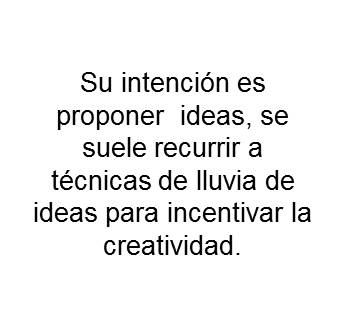 Su intención es
proponer  ideas, se
suele recurrir a
técnicas de lluvia de
ideas para incentivar la
creatividad.